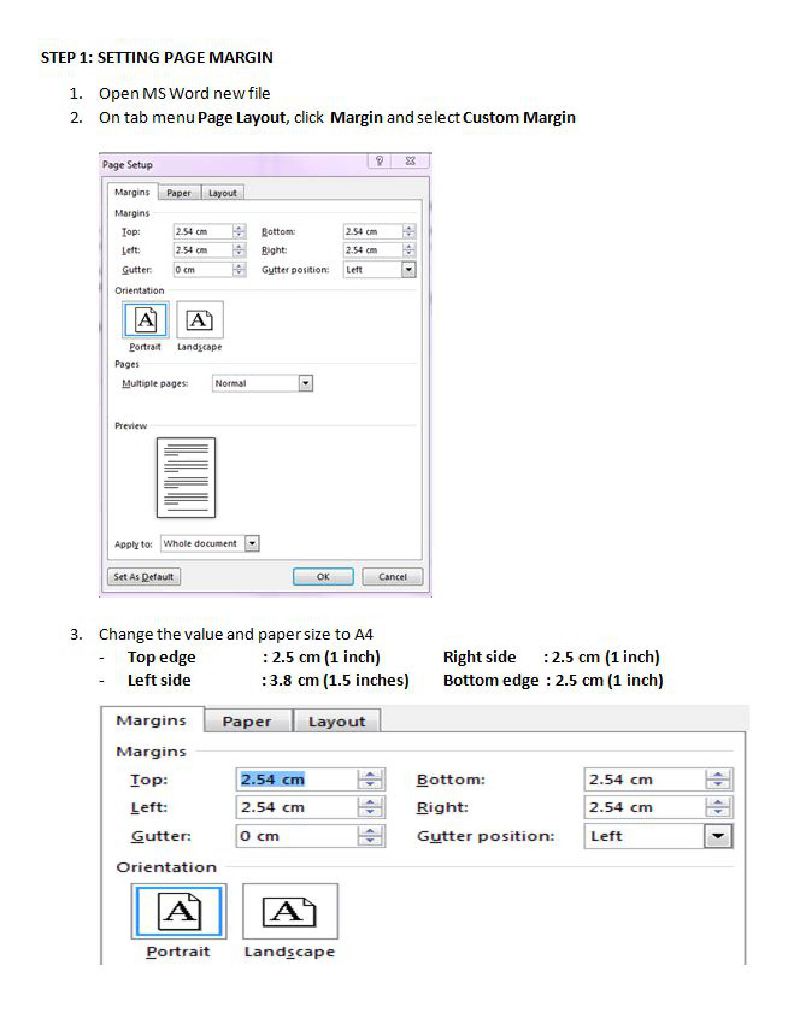 STEP 1: SETTING PAGE MARGIN
1. Open MS Word new file
2. On tab menu Page Layout, click Margin and select Custom Margin
Page Setup
Margins Paper Layout
Margins
Top: 2.54 cm Bottom: 2.54 cm
Left: 2.54 cm Right: 2.54 cm
Gutter: 0 cm Gutter position: Left
Orientation
A A
Portrait Landscape
Pages
Multiple pages: Normal
Preview
Apply to: Whole document
Set As Default OK Cancel
3. Change the value and paper size to A4
- Top edge : 2.5 cm (1 inch) Right side : 2.5 cm (1 inch)
- Left side : 3.8 cm (1.5 inches) Bottom edge : 2.5 cm (1 inch)
Margins Paper Layout
Margins
Top: 2.54 cm Bottom: 2.54 cm
Left: 2.54 cm Right: 2.54 cm
Gutter: 0 cm Gutter position: Left
Orientation
A A
Portrait Landscape